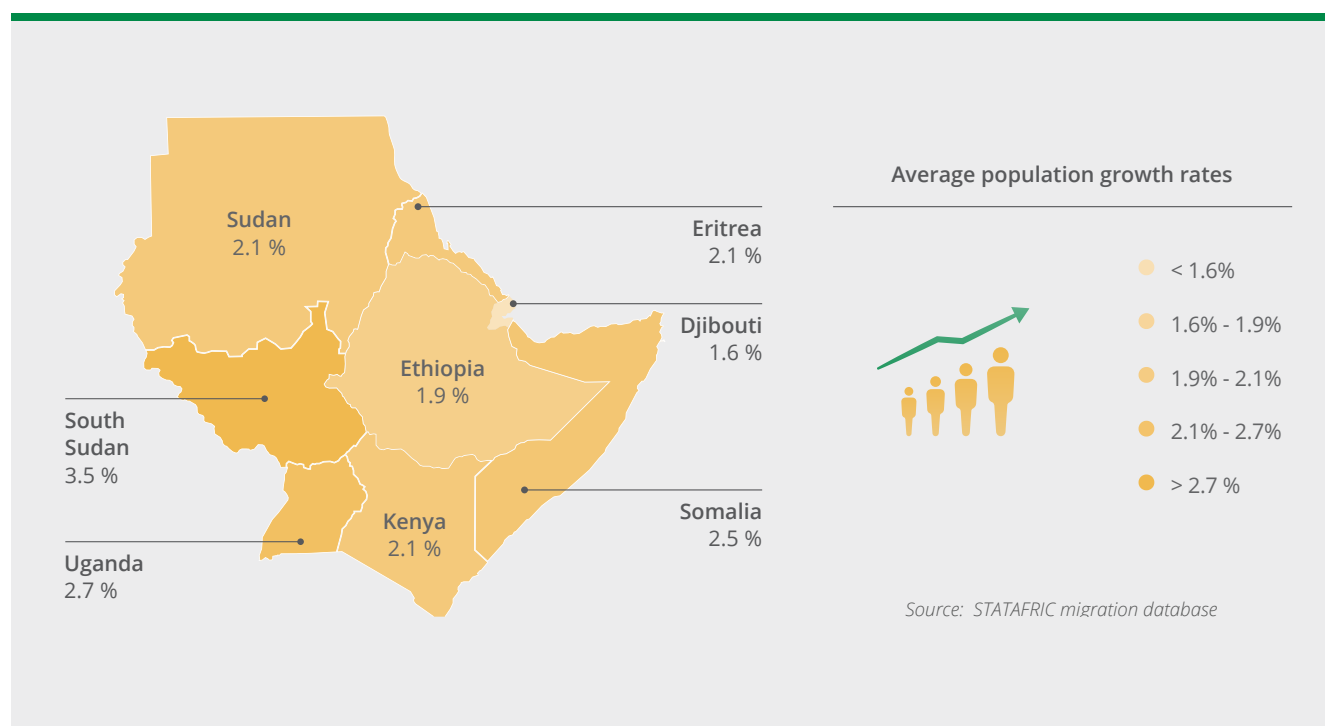 Sudan
2.1 %
Eritrea
2.1 %
Djibouti
1.6 %
Ethiopia
1.9 %
South
Sudan
3.5 %
Somalia
2.5 %
Kenya
2.1 %
Uganda
2.7 %
Average population growth rates
< 1.6%
1.6% - 1.9%
1.9% - 2.1%
2.1% - 2.7%
> 2.7 %
Source: STATAFRIC migration database